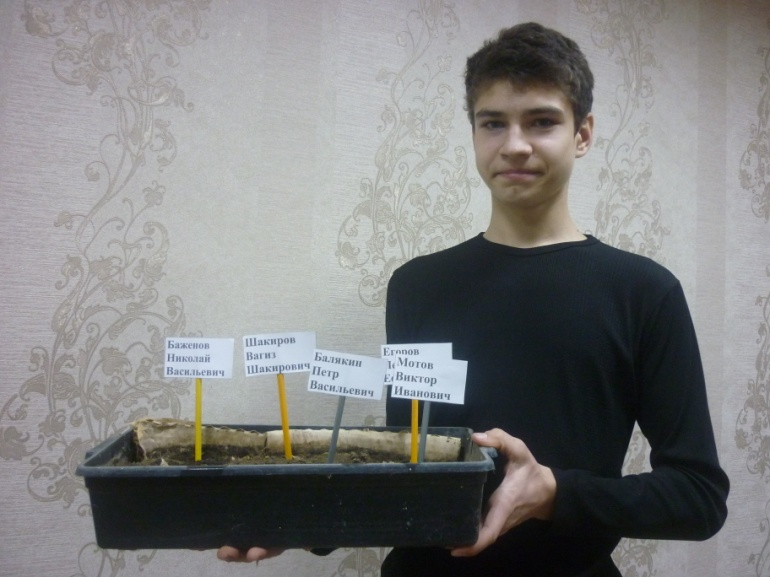 Баженов
Николай
Васильевич
Шакиров
Вагиз
Шакирович
Балякин
Петр
Васильевич
Егоров
Мотов
Виктор
Иванович